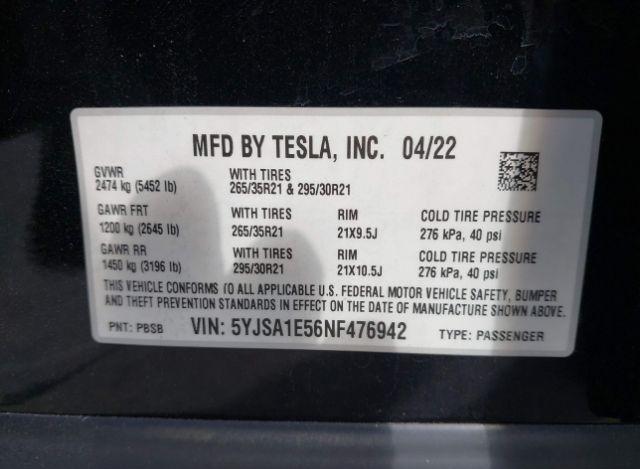 MFD BY TESLA, INC. 04/22
GVWR
2474 kg (5452 lb)
WITH TIRES
265/35R21 & 295/30R21
GAWR FRT
1200 kg (2645 lb)
WITH TIRES
265/35R21
RIM
21X9.5J
COLD TIRE PRESSURE
276 kPa, 40 psi
GAWR RR
1450 kg (3196 lb)
WITH TIRES
295/30R21
RIM
21X10.5J
COLD TIRE PRESSURE
276 kPa, 40 psi
THIS VEHICLE CONFORMS TO ALL APPLICABLE U.S. FEDERAL MOTOR VEHICLE SAFETY, BUMPER
AND THEFT PREVENTION STANDARDS IN EFFECT ON THE DATE OF MANUFACTURE SHOWN ABOVE.
PNT: PBSB
VIN: 5YJSA1E56NF476942
TYPE: PASSENGER